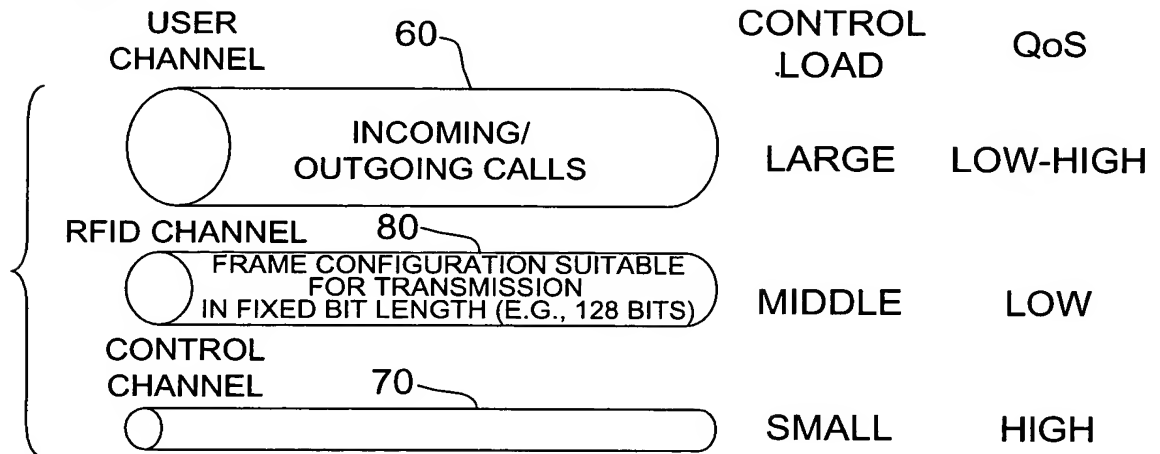 USER
CHANNEL
60
CONTROL
LOAD
QoS
INCOMING/
OUTGOING CALLS
LARGE
LOW-HIGH
RFID CHANNEL
80
FRAME CONFIGURATION SUITABLE
FOR TRANSMISSION
IN FIXED BIT LENGTH (E.G., 128 BITS)
MIDDLE
LOW
CONTROL
CHANNEL
70
SMALL
HIGH